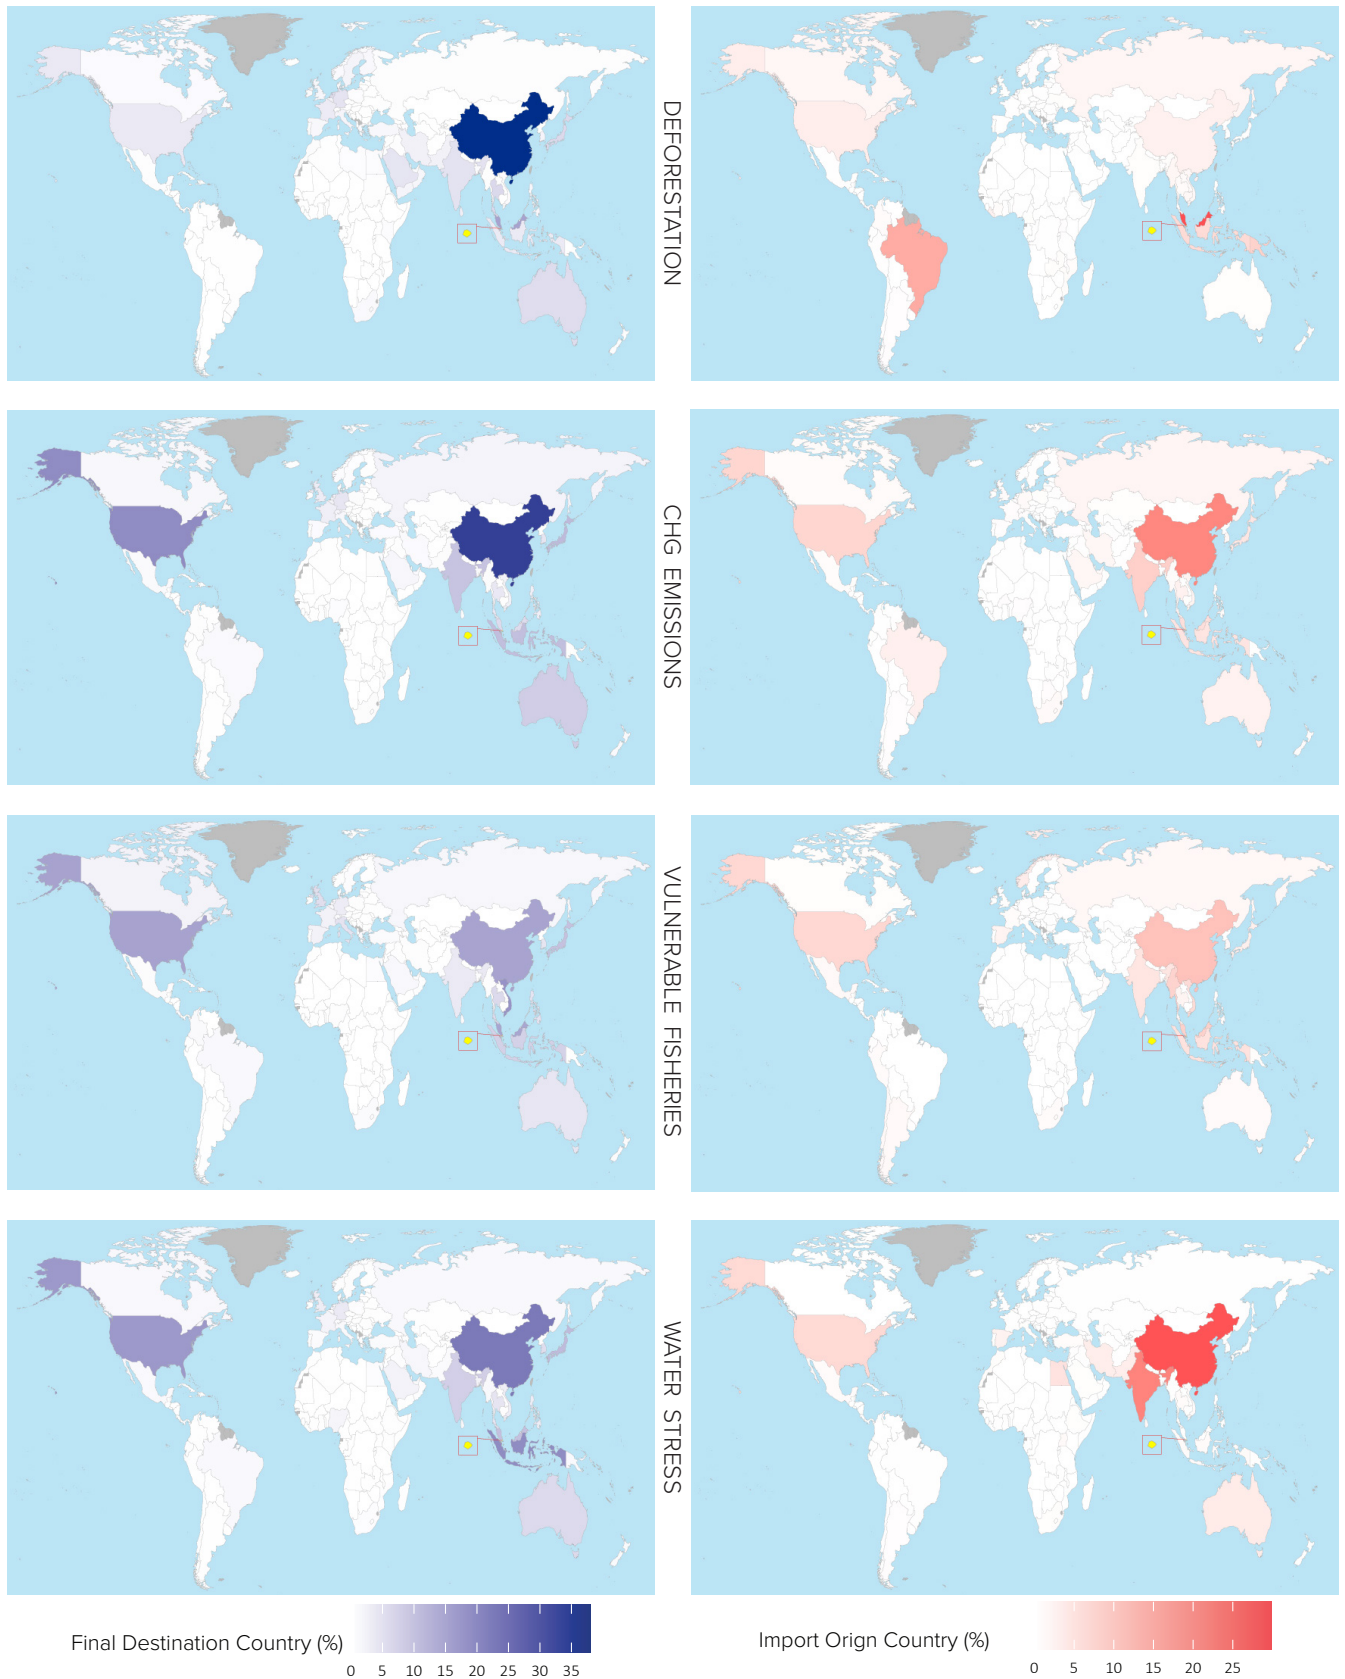 DEFORESTATION
CHG EMISSIONS
VULNERABLE FISHERIES
WATER STRESS
Final Destination Country (%)
0 5 10 15 20 25 30 35
Import Orign Country (%)
0 5 10 15 20 25